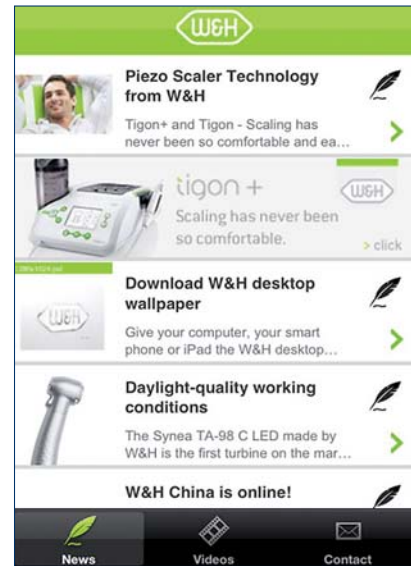 W&H
Piezo Scaler Technology
from W&H
Tigon+ and Tigon - Scaling has
never been so comfortable and ea...
tigon +
W&H
Scaling has never been
so comfortable.
> click
Download W&H desktop
wallpaper
W&H
Give your computer, your smart
phone or iPad the W&H desktop...
Daylight-quality working
conditions
The Synea TA-98 C LED made by
W&H is the first turbine on the mar...
W&H China is online!
News
Videos
Contact